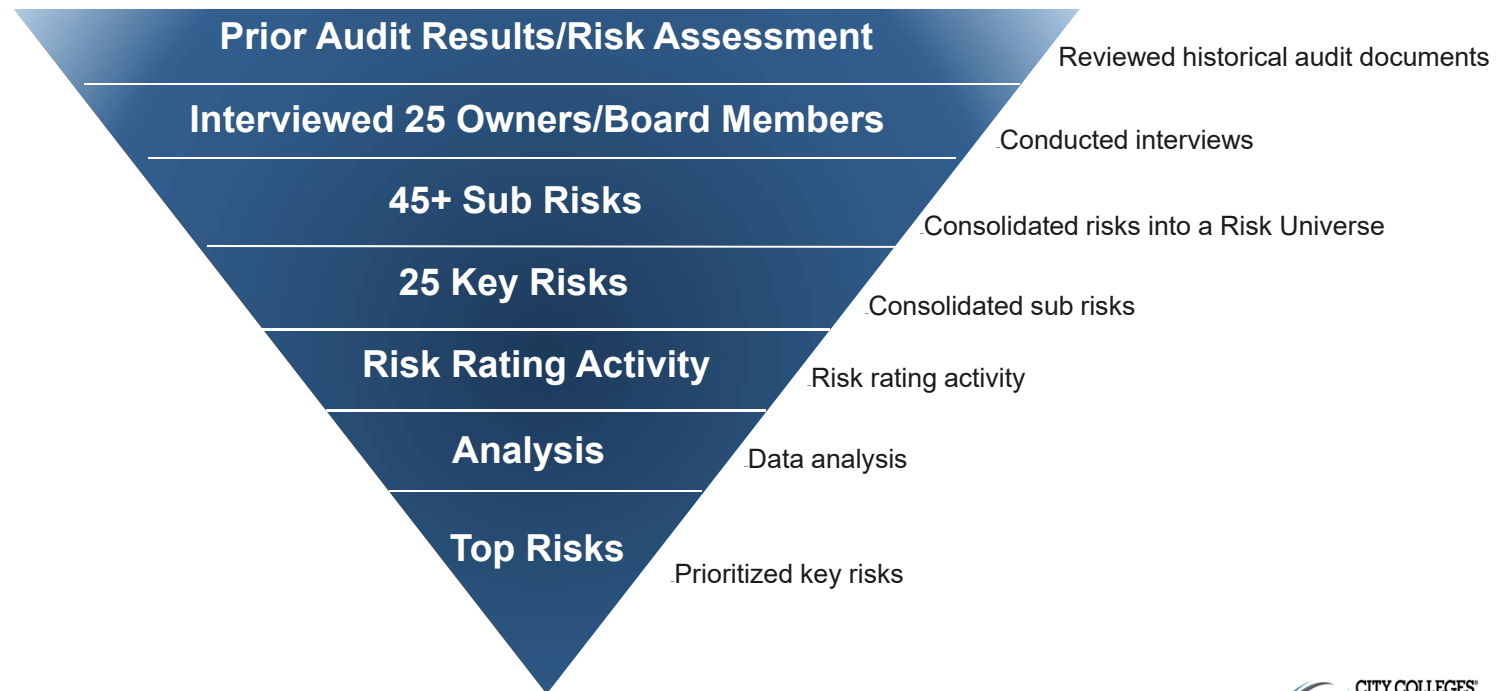 Prior Audit Results/Risk Assessment
Reviewed historical audit documents
Interviewed 25 Owners/Board Members
Conducted interviews
45+ Sub Risks
Consolidated risks into a Risk Universe
25 Key Risks
Consolidated sub risks
Risk Rating Activity
Risk rating activity
Analysis
Data analysis
Top Risks
Prioritized key risks
CITY COLLEGES®